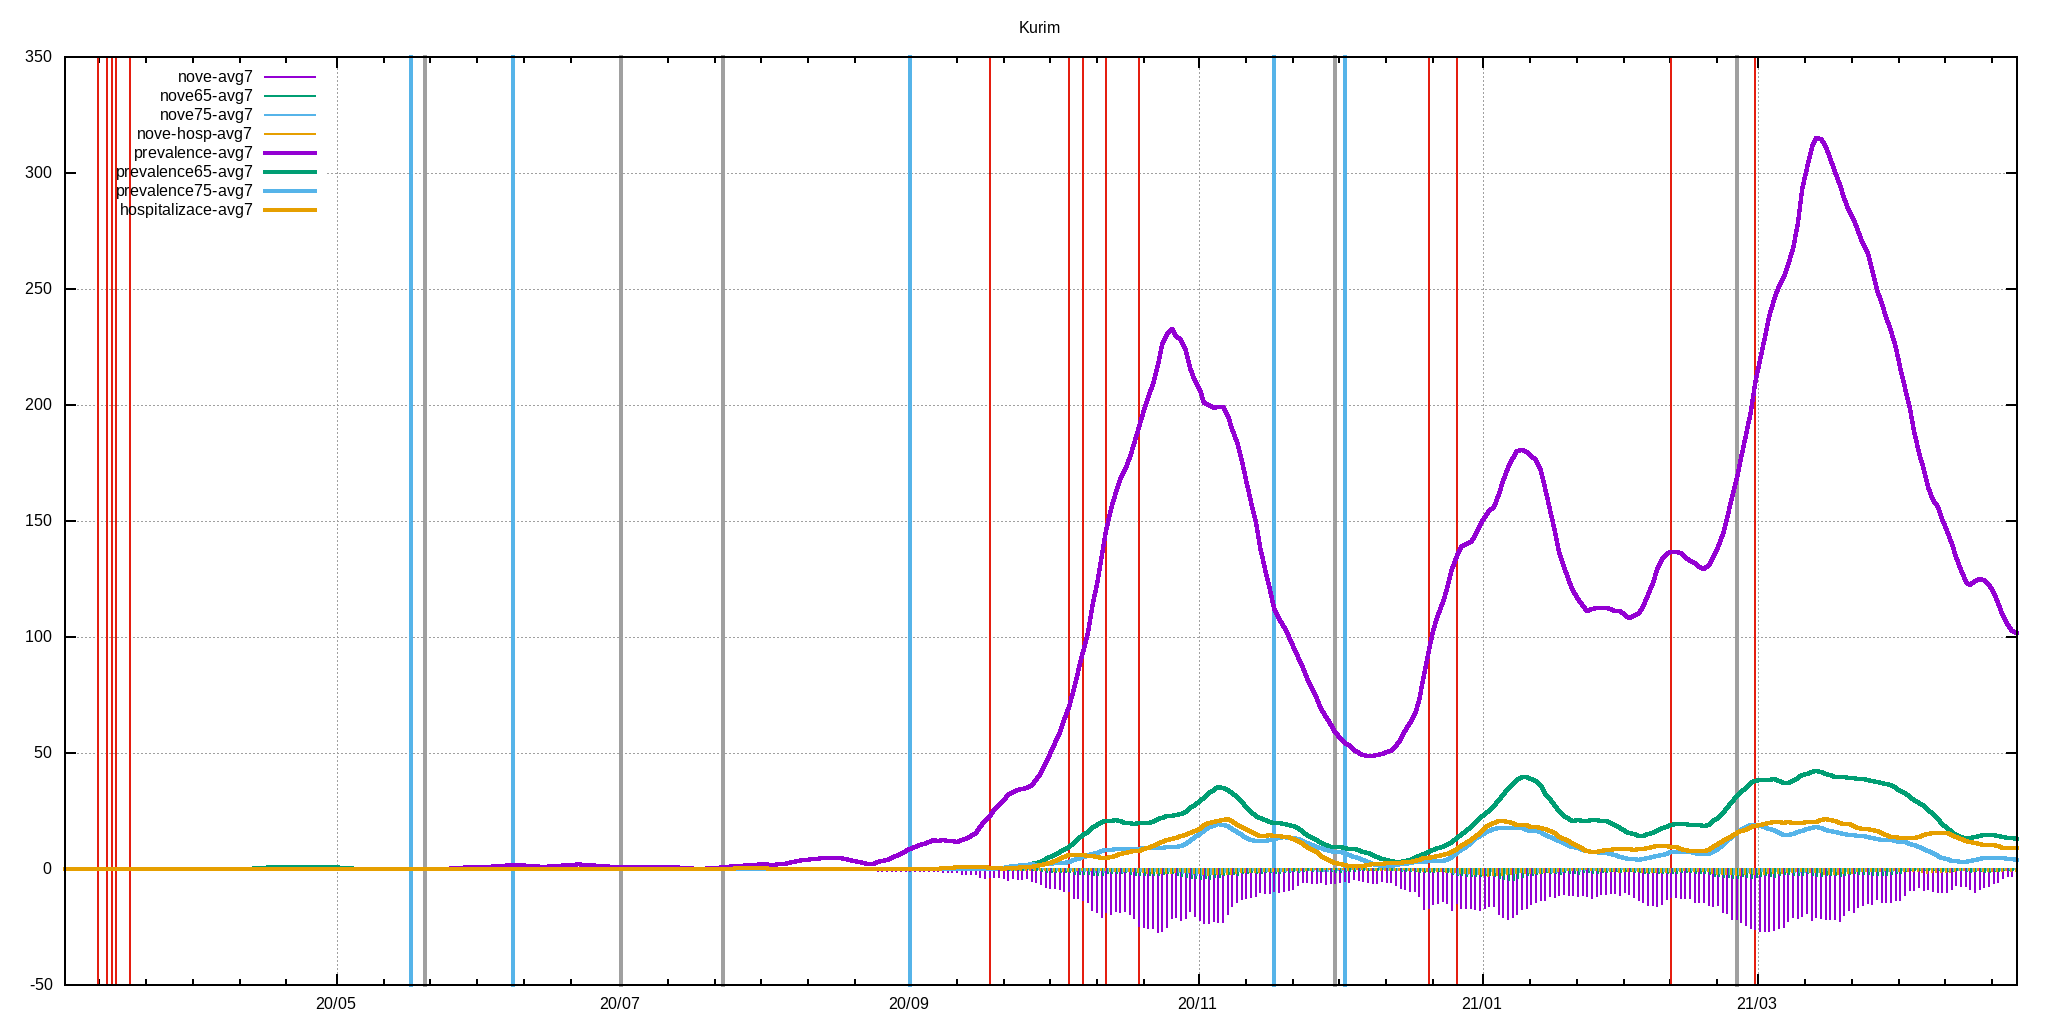 Kurim
350
300
250
200
150
100
50
0
-50
nove-avg7
nove65-avg7
nove75-avg7
nove-hosp-avg7
prevalence-avg7
prevalence65-avg7
prevalence75-avg7
hospitalizace-avg7
20/05
20/07
20/09
20/11
21/01
21/03